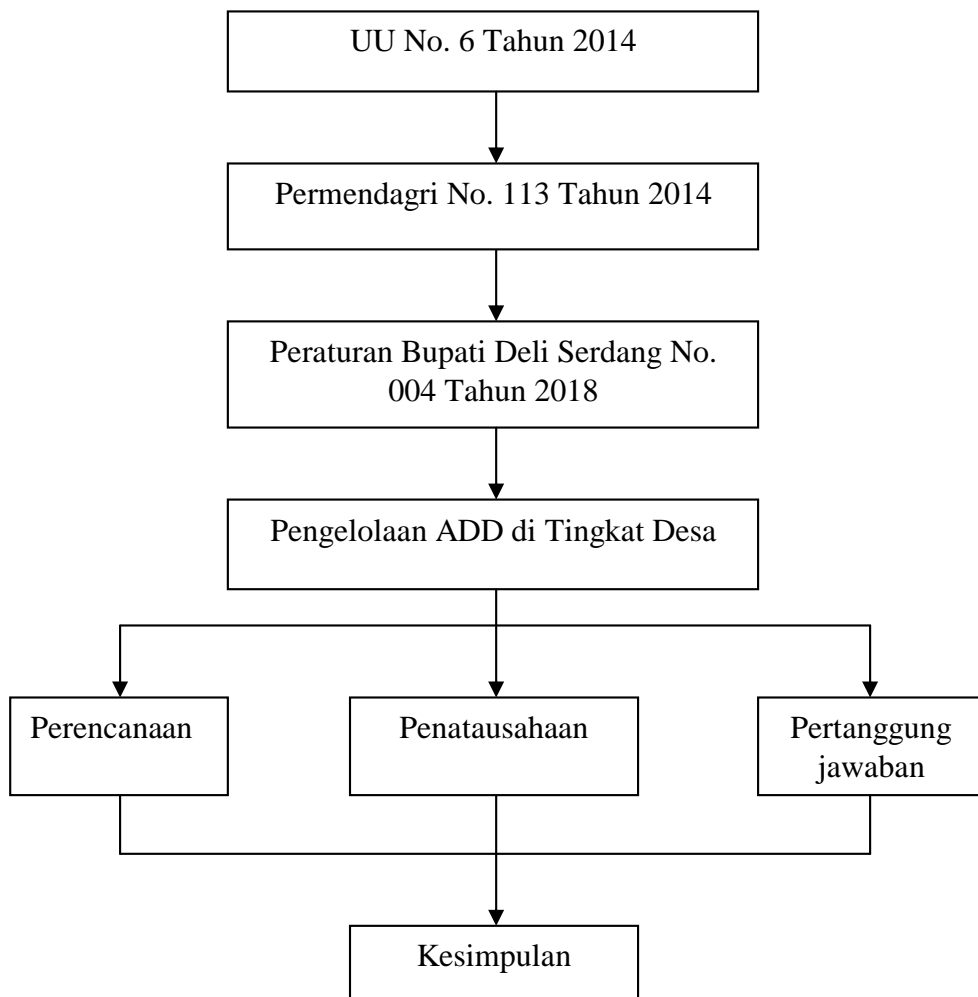 UU No. 6 Tahun 2014
Permendagri No. 113 Tahun 2014
Peraturan Bupati Deli Serdang No.
004 Tahun 2018
Pengelolaan ADD di Tingkat Desa
Perencanaan
Penatausahaan
Pertanggung
jawaban
Kesimpulan